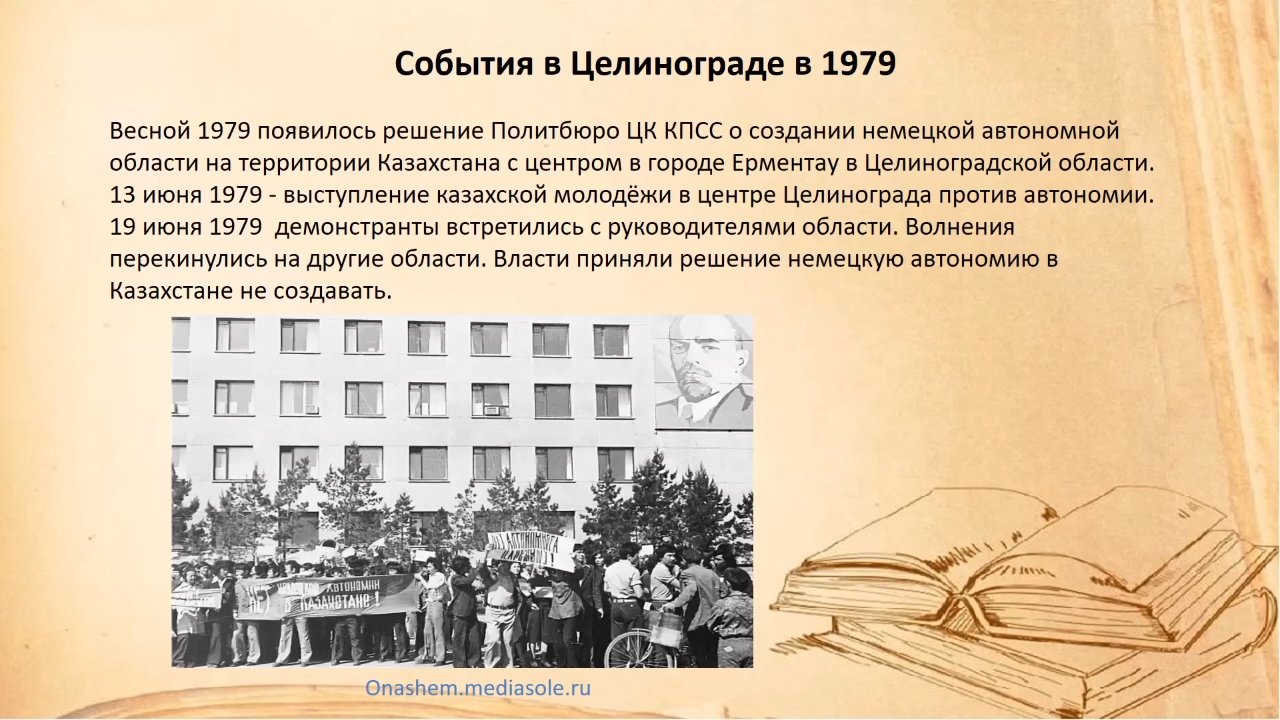 События в Целинограде в 1979
Весной 1979 появилось решение Политбюро ЦК КПСС о создании немецкой автономной
области на территории Казахстана с центром в городе Ерментау в Целиноградской области.
13 июня 1979 - выступление казахской молодёжи в центре Целинограда против автономии.
19 июня 1979  демонстранты встретились с руководителями области. Волнения
перекинулись на другие области. Власти приняли решение немецкую автономию в
Казахстане не создавать.
НЕТ АВТОНОМИИ
В КАЗАХСТАНЕ!
Onashem.mediasole.ru